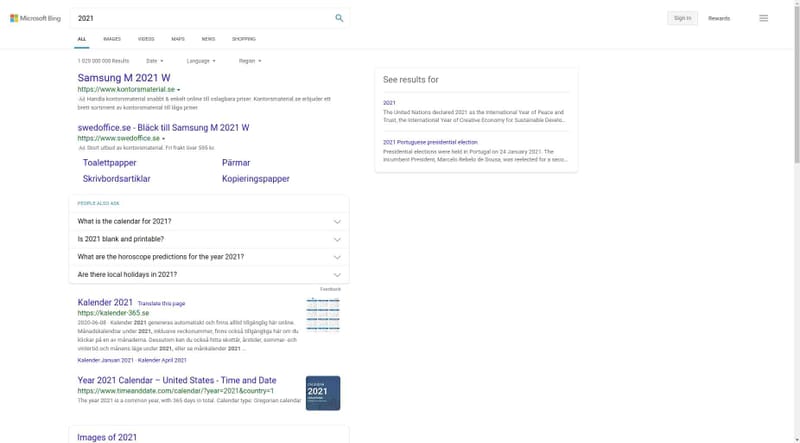 Microsoft Bing
2021
Sign in
Rewards
ALL IMAGES VIDEOS MAPS NEWS SHOPPING
1 020 000 000 Results Date Language Region
Samsung M 2021 W
https://www.kontorsmaterial.se
Ad Handla kontorsmaterial snabbt & enkelt online till oslagbara priser. Kontorsmaterial.se erbjuder ett
brett sortiment av kontorsmaterial till låga priser.
swedoffice.se - Bläck till Samsung M 2021 W
https://www.swedoffice.se
Ad Stort utbud av kontorsmaterial. Fri frakt över 595 kr.
Toalettpapper Pärmar
Skrivbordsartiklar Kopieringspapper
PEOPLE ALSO ASK
What is the calendar for 2021?
Is 2021 blank and printable?
What are the horoscope predictions for the year 2021?
Are there local holidays in 2021?
Feedback
Kalender 2021 Translate this page
https://kalender-365.se
2020-06-08 · Kalender 2021 genereras automatiskt och finns alltid tillgänglig här online.
Månadskalendrar under 2021, inklusive veckonummer, finns också tillgängliga här om du
klickar på en av månaderna. Dessutom kan du också hitta skottår, årstider, sommar- och
vintertid och månens läge under 2021, eller se månkalender 2021 ...
Kalender Januari 2021 · Kalender April 2021
Year 2021 Calendar – United States - Time and Date
https://www.timeanddate.com/calendar/?year=2021&country=1
The year 2021 is a common year, with 365 days in total. Calendar type: Gregorian calendar
CALENDAR
2021
Images of 2021
See results for
2021
The United Nations declared 2021 as the International Year of Peace and
Trust, the International Year of Creative Economy for Sustainable Develo...
2021 Portuguese presidential election
Presidential elections were held in Portugal on 24 January 2021. The
incumbent President, Marcelo Rebelo de Sousa, was reelected for a seco...